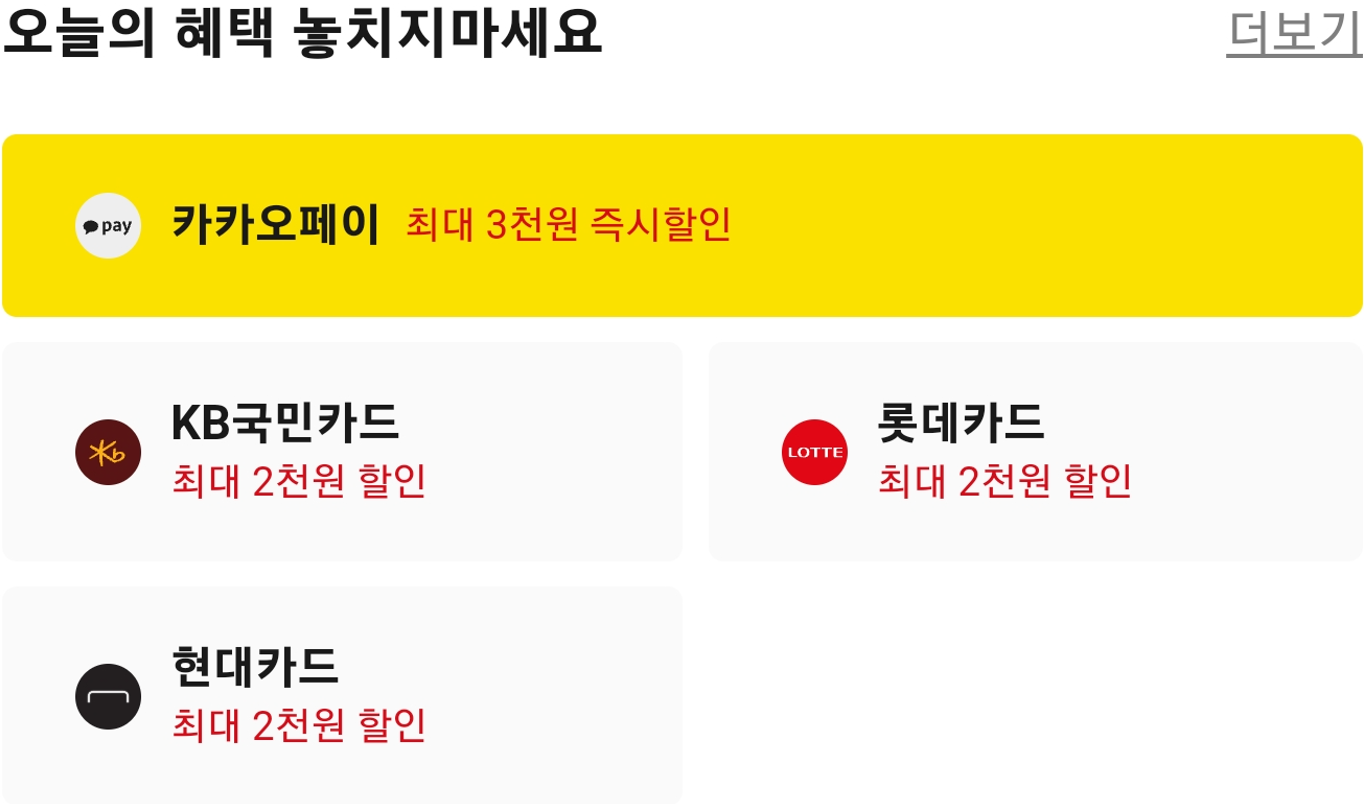 오늘의 혜택 놓치지마세요
더보기
pay
카카오페이 최대 3천원 즉시할인
KB국민카드
최대 2천원 할인
LOTTE
롯데카드
최대 2천원 할인
현대카드
최대 2천원 할인